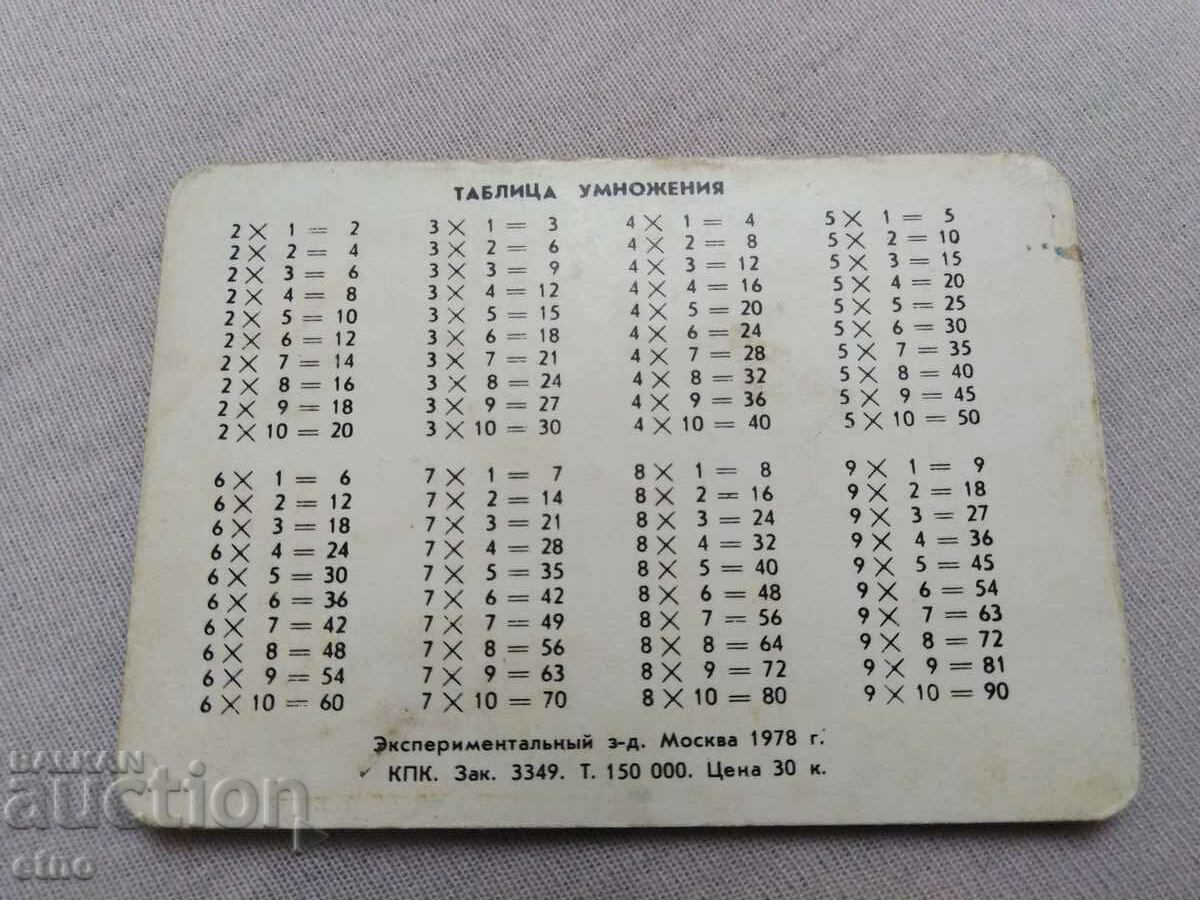 ТАБЛИЦА УМНОЖЕНИЯ
2 × 1 = 2 3 × 1 = 3 4 × 1 = 4 5 × 1 = 5
2 × 2 = 4 3 × 2 = 6 4 × 2 = 8 5 × 2 = 10
2 × 3 = 6 3 × 3 = 9 4 × 3 = 12 5 × 3 = 15
2 × 4 = 8 3 × 4 = 12 4 × 4 = 16 5 × 4 = 20
2 × 5 = 10 3 × 5 = 15 4 × 5 = 20 5 × 5 = 25
2 × 6 = 12 3 × 6 = 18 4 × 6 = 24 5 × 6 = 30
2 × 7 = 14 3 × 7 = 21 4 × 7 = 28 5 × 7 = 35
2 × 8 = 16 3 × 8 = 24 4 × 8 = 32 5 × 8 = 40
2 × 9 = 18 3 × 9 = 27 4 × 9 = 36 5 × 9 = 45
2 × 10 = 20 3 × 10 = 30 4 × 10 = 40 5 × 10 = 50
6 × 1 = 6 7 × 1 = 7 8 × 1 = 8 9 × 1 = 9
6 × 2 = 12 7 × 2 = 14 8 × 2 = 16 9 × 2 = 18
6 × 3 = 18 7 × 3 = 21 8 × 3 = 24 9 × 3 = 27
6 × 4 = 24 7 × 4 = 28 8 × 4 = 32 9 × 4 = 36
6 × 5 = 30 7 × 5 = 35 8 × 5 = 40 9 × 5 = 45
6 × 6 = 36 7 × 6 = 42 8 × 6 = 48 9 × 6 = 54
6 × 7 = 42 7 × 7 = 49 8 × 7 = 56 9 × 7 = 63
6 × 8 = 48 7 × 8 = 56 8 × 8 = 64 9 × 8 = 72
6 × 9 = 54 7 × 9 = 63 8 × 9 = 72 9 × 9 = 81
6 × 10 = 60 7 × 10 = 70 8 × 10 = 80 9 × 10 = 90
Экспериментальный з-д. Москва 1978 г.
КПК. Зак. 3349. Т. 150 000. Цена 30 к.
BALKAN
auction
etno